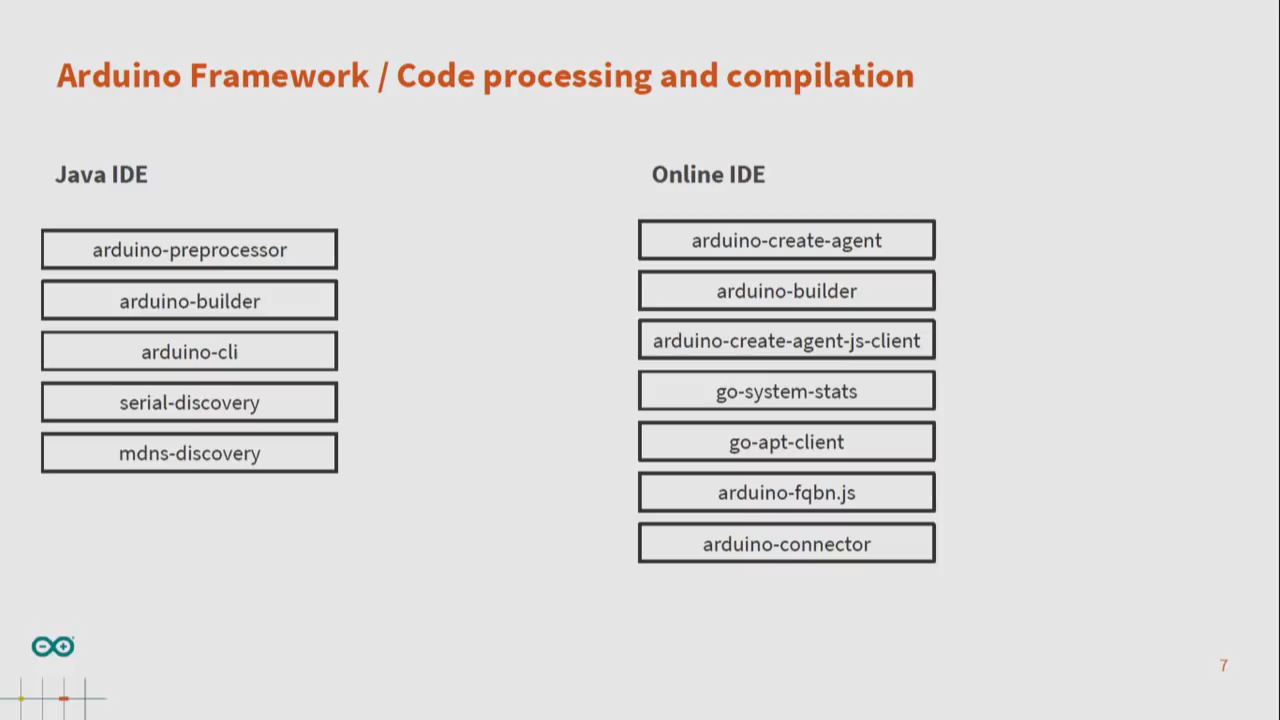 Arduino Framework / Code processing and compilation
Java IDE
arduino-preprocessor
arduino-builder
arduino-cli
serial-discovery
mdns-discovery
Online IDE
arduino-create-agent
arduino-builder
arduino-create-agent-js-client
go-system-stats
go-apt-client
arduino-fqbn.js
arduino-connector
7